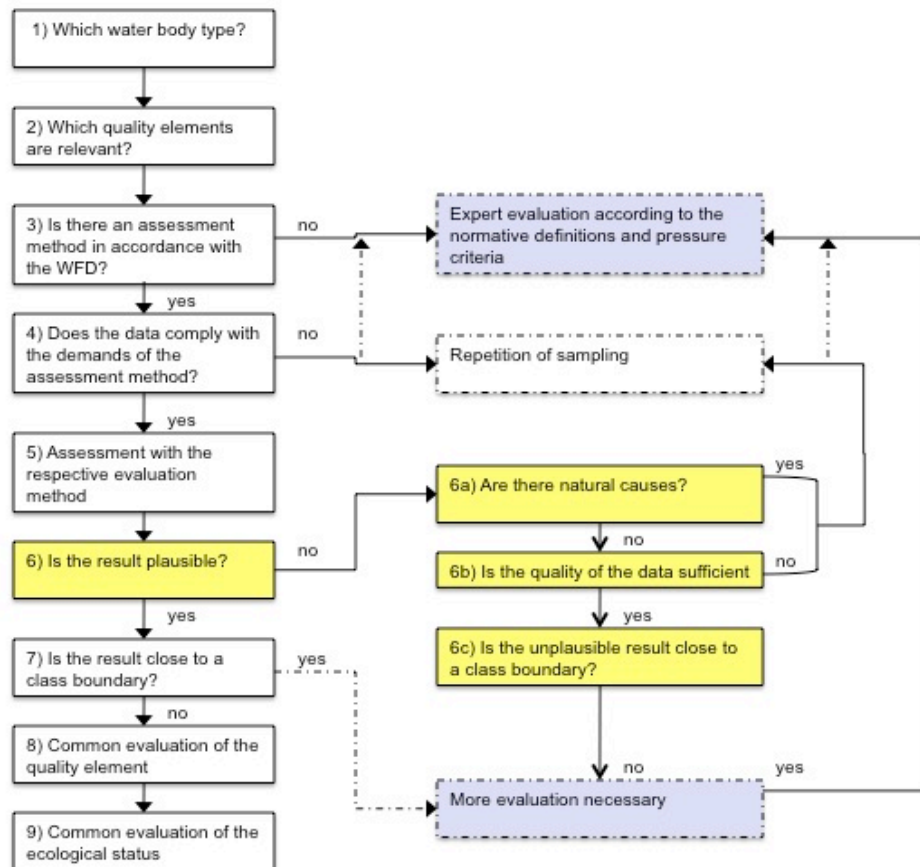 1) Which water body type?
2) Which quality elements
are relevant?
3) Is there an assessment
method in accordance with
the WFD?
no
Expert evaluation according to the
normative definitions and pressure
criteria
yes
4) Does the data comply with
the demands of the
assessment method?
no
Repetition of sampling
yes
5) Assessment with the
respective evaluation
method
6a) Are there natural causes?
yes
no
6) Is the result plausible?
no
6b) Is the quality of the data sufficient
no
yes
yes
7) Is the result close to a
class boundary?
yes
6c) Is the unplausible result close to
a class boundary?
no
8) Common evaluation of the
quality element
no
More evaluation necessary
yes
9) Common evaluation of the
ecological status